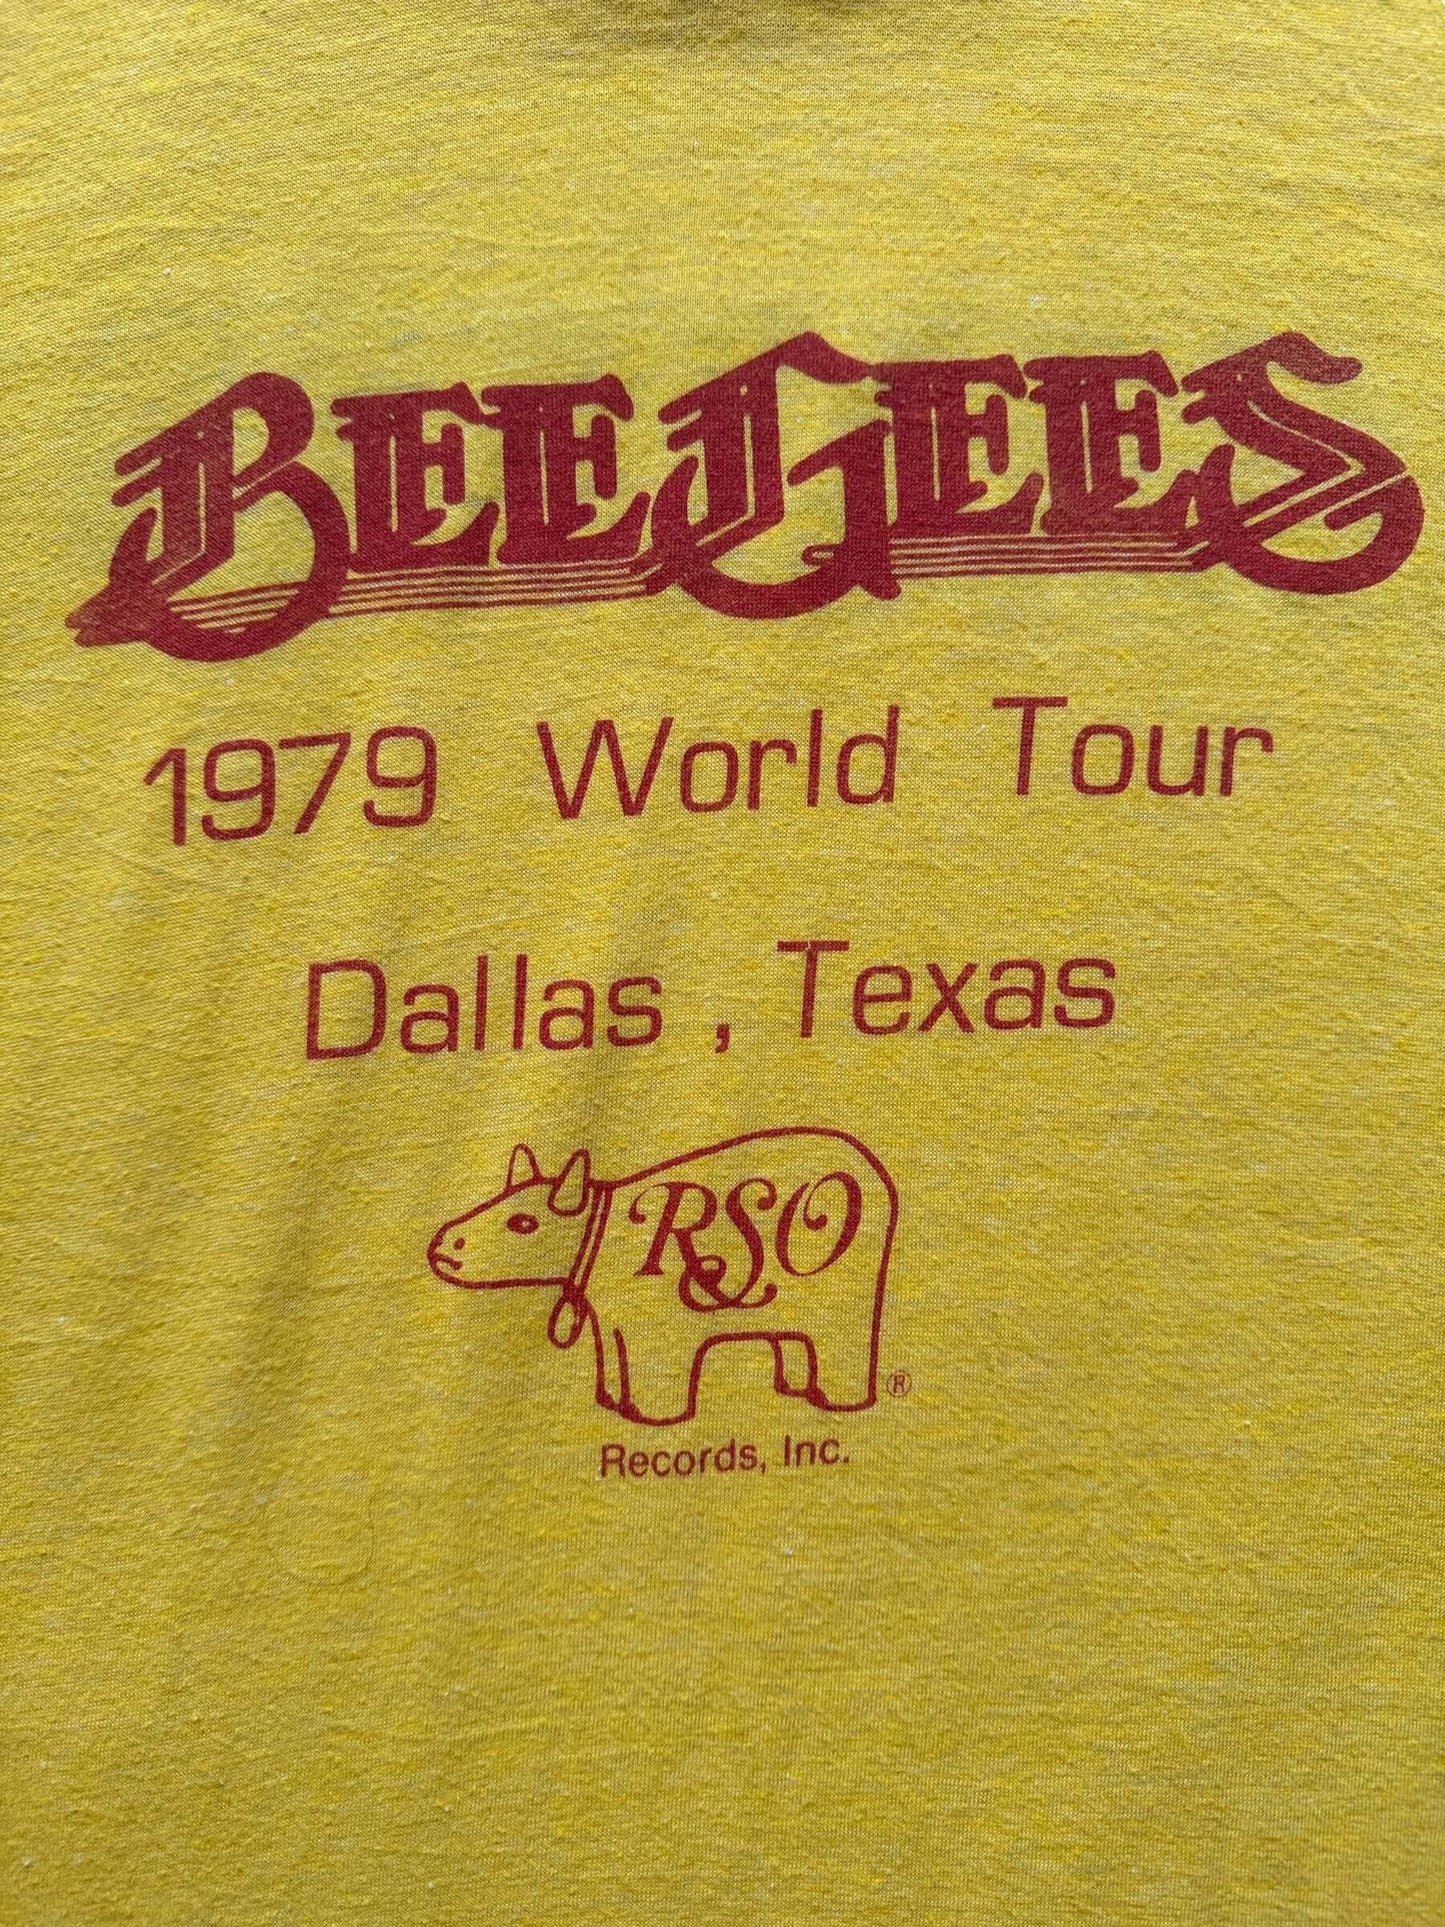 BEE GEES
1979 World Tour
Dallas, Texas
RSO
®
Records, Inc.